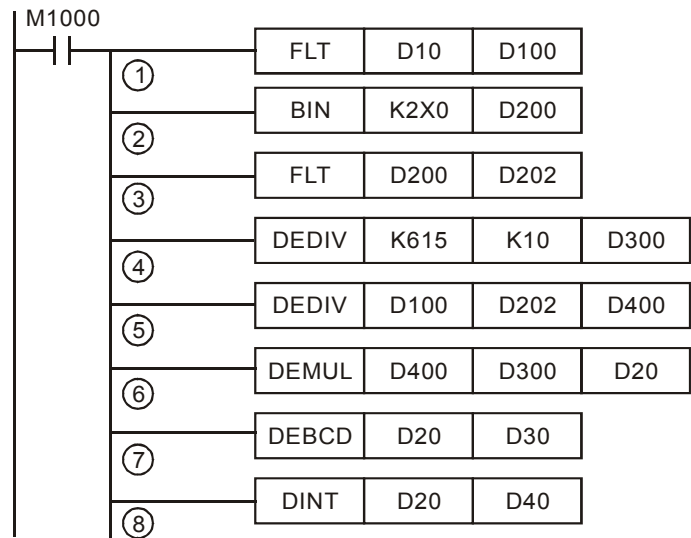 M1000
FLT D10 D100
①
BIN K2X0 D200
②
FLT D200 D202
③
DEDIV K615 K10 D300
④
DEDIV D100 D202 D400
⑤
DEMUL D400 D300 D20
⑥
DEBCD D20 D30
⑦
DINT D20 D40
⑧